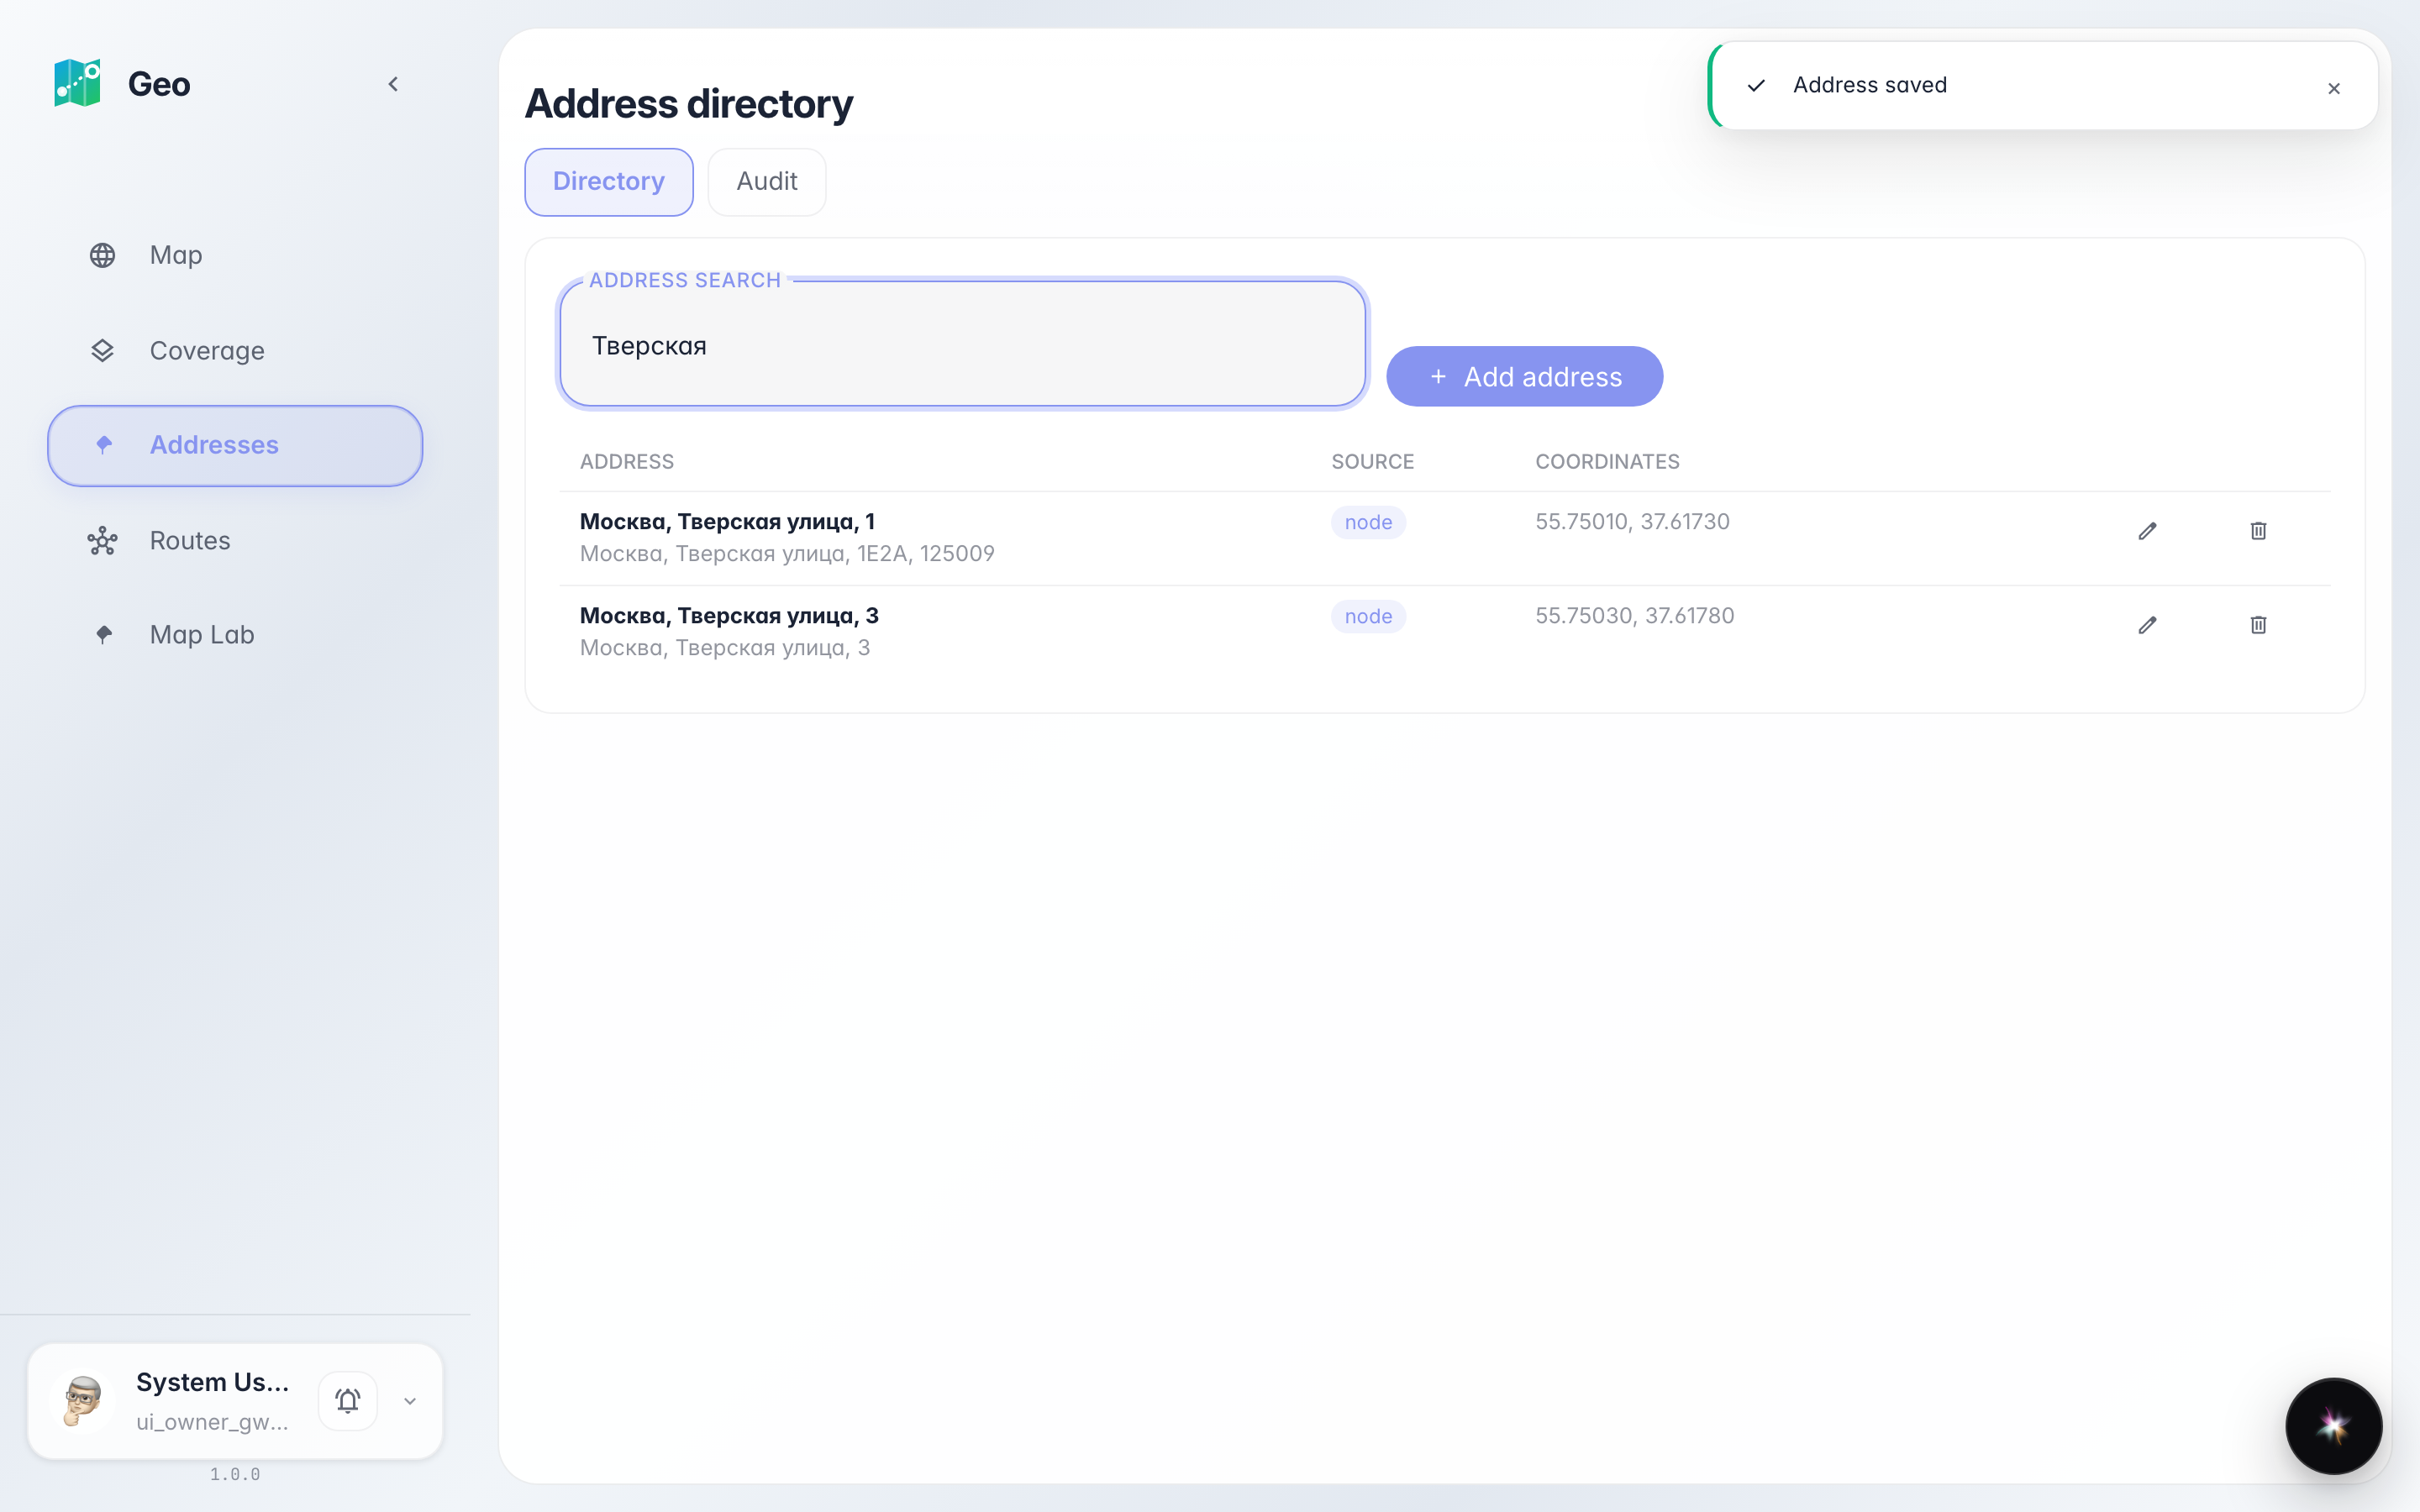 Geo
Address saved
Address directory
Directory
Audit
Map
Coverage
Addresses
Routes
Map Lab
ADDRESS SEARCH
Тверская
Add address
ADDRESS
SOURCE
COORDINATES
Москва, Тверская улица, 1
node
55.75010, 37.61730
Москва, Тверская улица, 1E2A, 125009
Москва, Тверская улица, 3
node
55.75030, 37.61780
Москва, Тверская улица, 3
System Us...
ui_owner_gw...
1.0.0